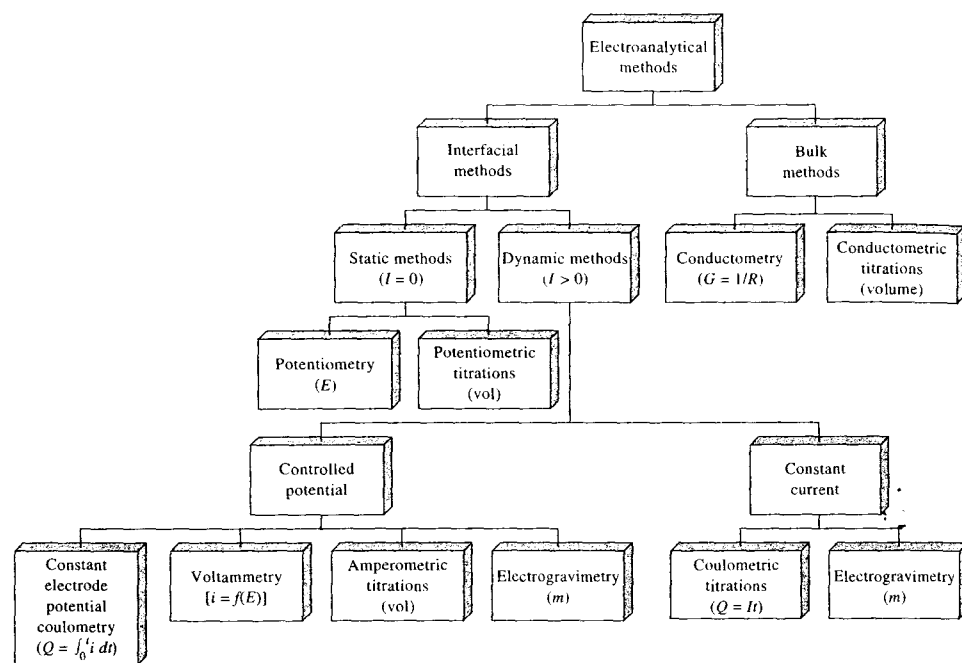 Electroanalytical
methods
Interfacial
methods
Bulk
methods
Static methods
(I = 0)
Dynamic methods
(I > 0)
Conductometry
(G = 1/R)
Conductometric
titrations
(volume)
Potentiometry
(E)
Potentiometric
titrations
(vol)
Controlled
potential
Constant
current
Constant
electrode
potential
coulometry
(Q = ∫₀ᵗ i dt)
Voltammetry
[i = f(E)]
Amperometric
titrations
(vol)
Electrogravimetry
(m)
Coulometric
titrations
(Q = It)
Electrogravimetry
(m)